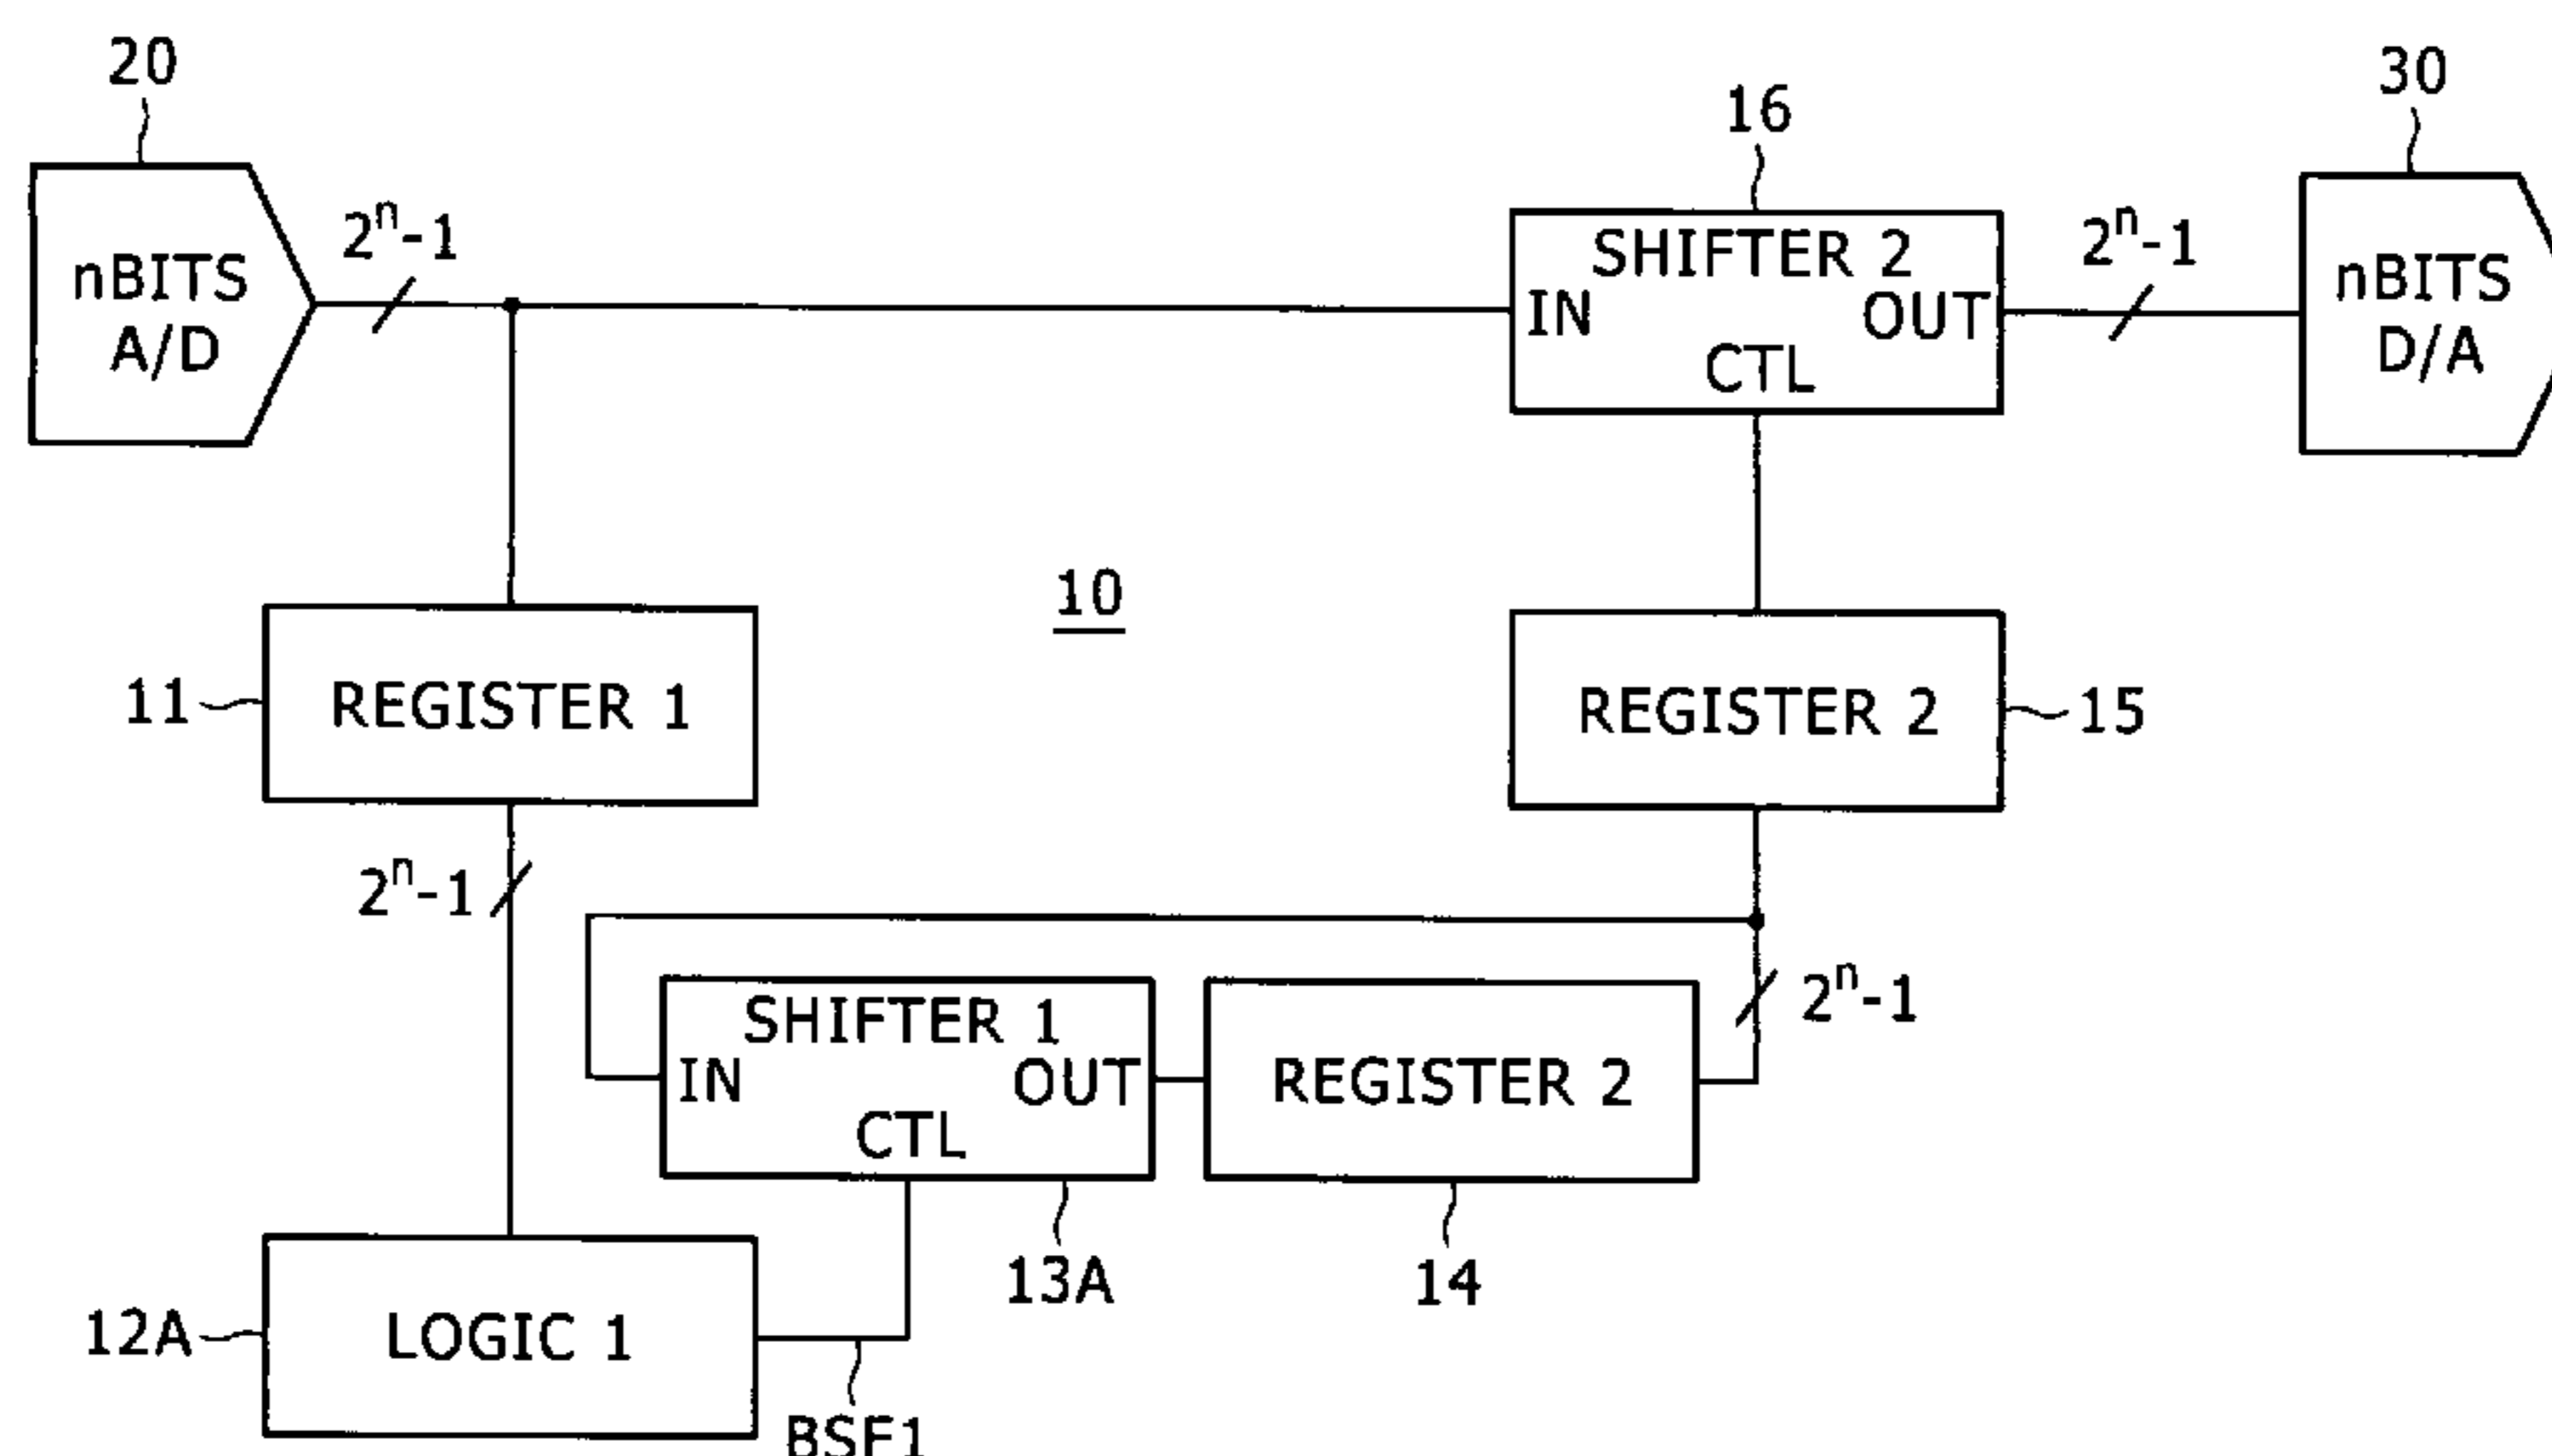 20
nBITS
A/D
2ⁿ-1
16
SHIFTER 2
IN
OUT
CTL
2ⁿ-1
30
nBITS
D/A
10
11
REGISTER 1
REGISTER 2
15
2ⁿ-1
SHIFTER 1
IN
OUT
CTL
REGISTER 2
2ⁿ-1
13A
14
12A
LOGIC 1
BSF1